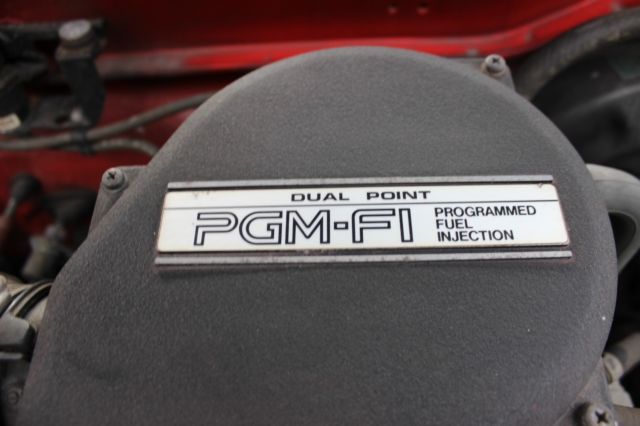 DUAL POINT
PGM-FI
PROGRAMMED
FUEL
INJECTION